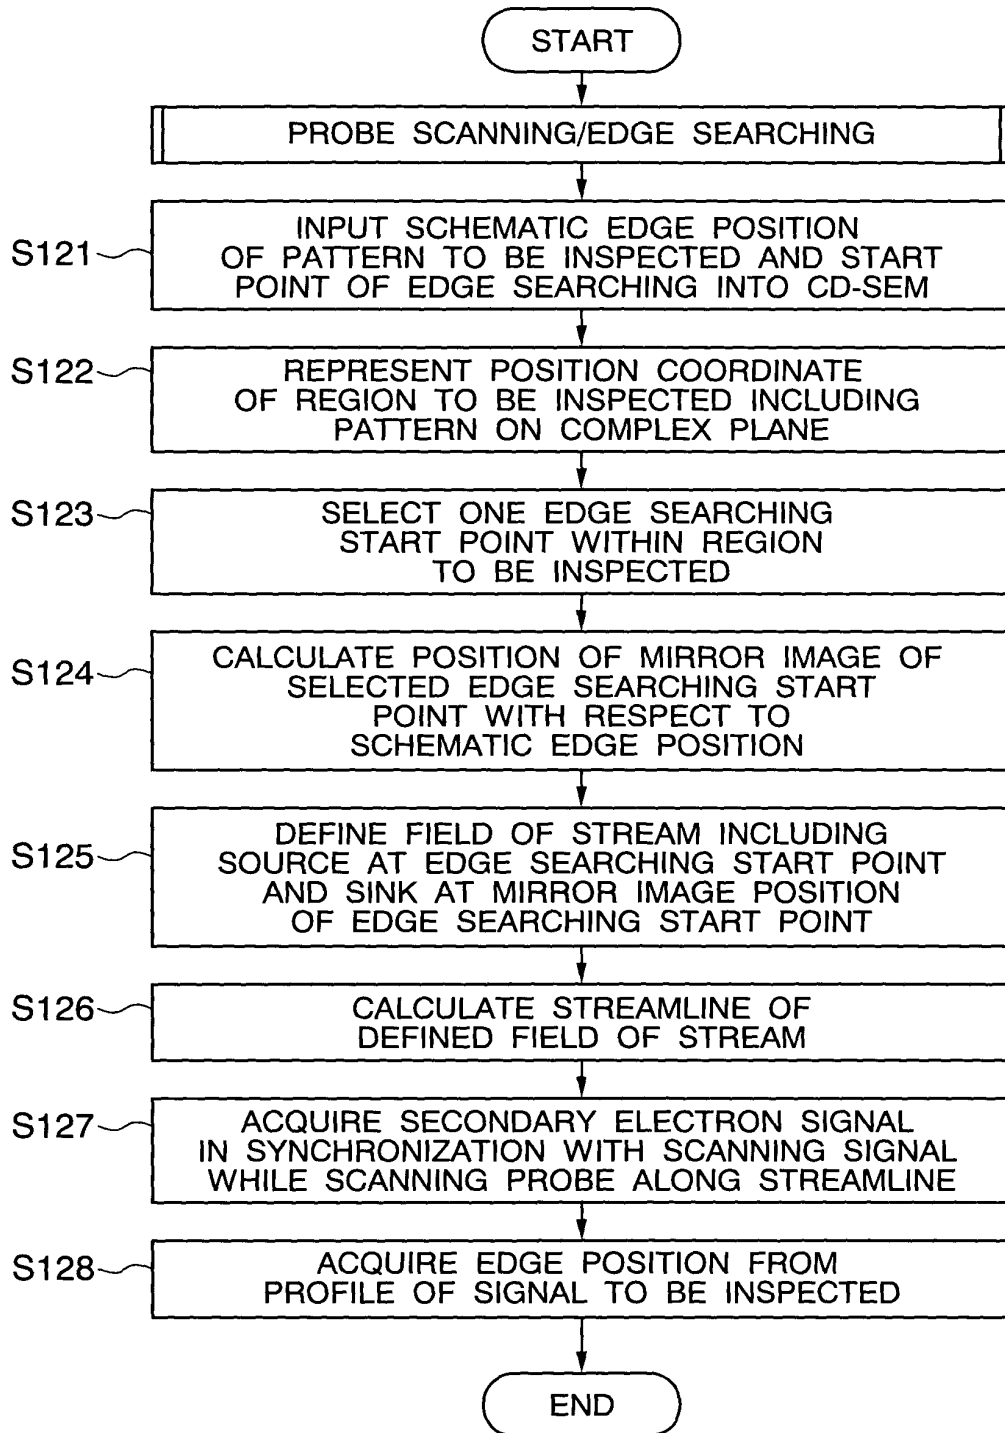 START
PROBE SCANNING/EDGE SEARCHING
S121
INPUT SCHEMATIC EDGE POSITION
OF PATTERN TO BE INSPECTED AND START
POINT OF EDGE SEARCHING INTO CD-SEM
S122
REPRESENT POSITION COORDINATE
OF REGION TO BE INSPECTED INCLUDING
PATTERN ON COMPLEX PLANE
S123
SELECT ONE EDGE SEARCHING
START POINT WITHIN REGION
TO BE INSPECTED
S124
CALCULATE POSITION OF MIRROR IMAGE OF
SELECTED EDGE SEARCHING START
POINT WITH RESPECT TO
SCHEMATIC EDGE POSITION
S125
DEFINE FIELD OF STREAM INCLUDING
SOURCE AT EDGE SEARCHING START POINT
AND SINK AT MIRROR IMAGE POSITION
OF EDGE SEARCHING START POINT
S126
CALCULATE STREAMLINE OF
DEFINED FIELD OF STREAM
S127
ACQUIRE SECONDARY ELECTRON SIGNAL
IN SYNCHRONIZATION WITH SCANNING SIGNAL
WHILE SCANNING PROBE ALONG STREAMLINE
S128
ACQUIRE EDGE POSITION FROM
PROFILE OF SIGNAL TO BE INSPECTED
END